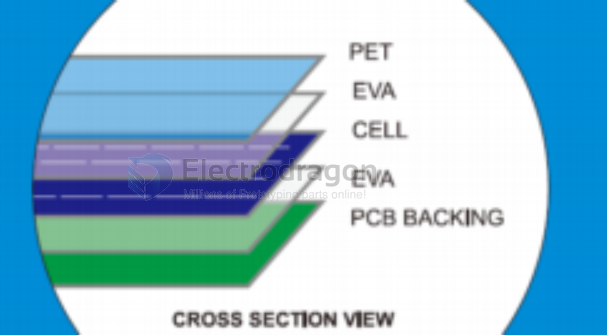 PET
EVA
CELL
Electrodragon
EVA
Millions of Prototyping parts online!
PCB BACKING
CROSS SECTION VIEW